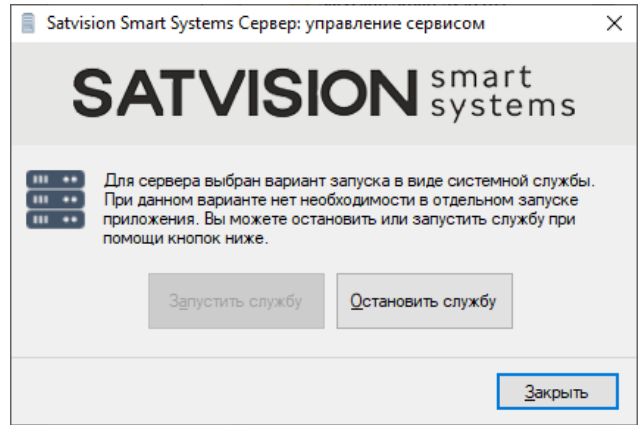 Satvision Smart Systems Сервер: управление сервисом
SATVISION smart systems
Для сервера выбран вариант запуска в виде системной службы.
При данном варианте нет необходимости в отдельном запуске
приложения. Вы можете остановить или запустить службу при
помощи кнопок ниже.
Запустить службу
Остановить службу
Закрыть